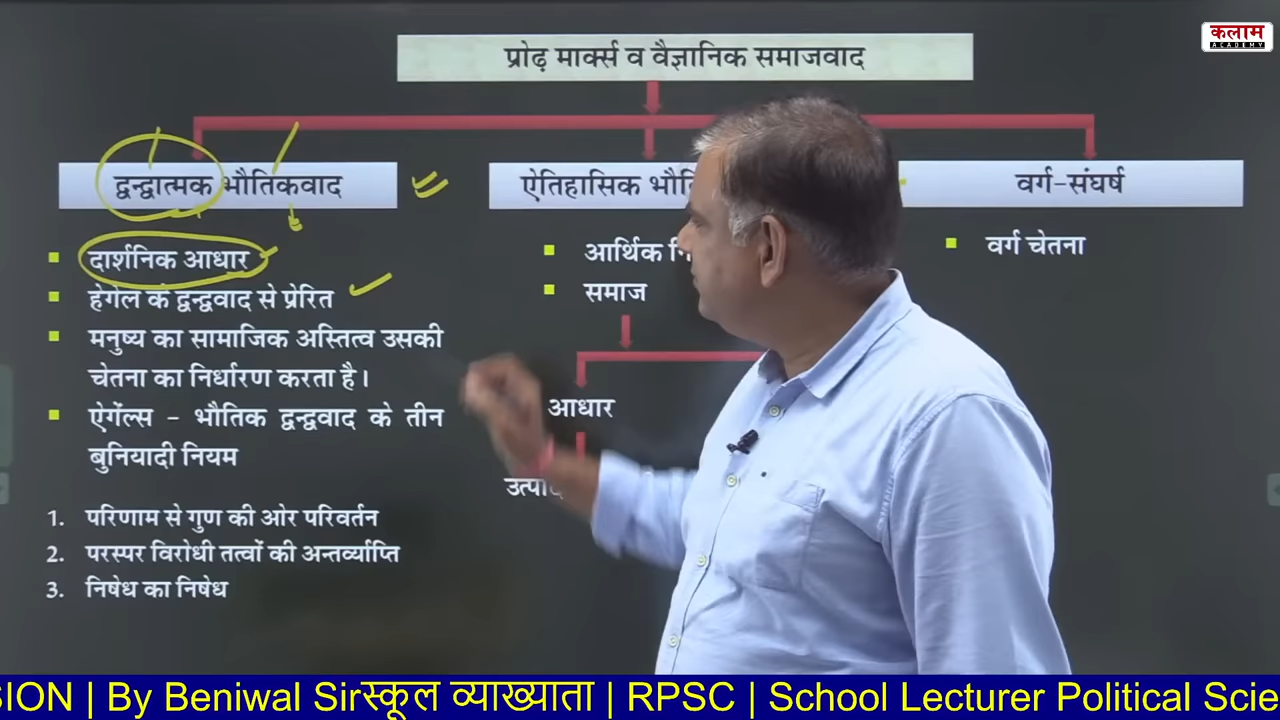 कलाम
ACADEMY
प्रोढ़ मार्क्स व वैज्ञानिक समाजवाद
द्वन्द्वात्मक भौतिकवाद
दार्शनिक आधार
हेगेल के द्वन्द्ववाद से प्रेरित
मनुष्य का सामाजिक अस्तित्व उसकी
चेतना का निर्धारण करता है।
ऐगेंल्स - भौतिक द्वन्द्ववाद के तीन
बुनियादी नियम
1. परिणाम से गुण की ओर परिवर्तन
2. परस्पर विरोधी तत्वों की अन्तर्व्याप्ति
3. निषेध का निषेध
ऐतिहासिक
आर्थिक
समाज
आधार
वर्ग-संघर्ष
वर्ग चेतना
SION | By Beniwal Sirस्कूल व्याख्याता | RPSC | School Lecturer Political Scie